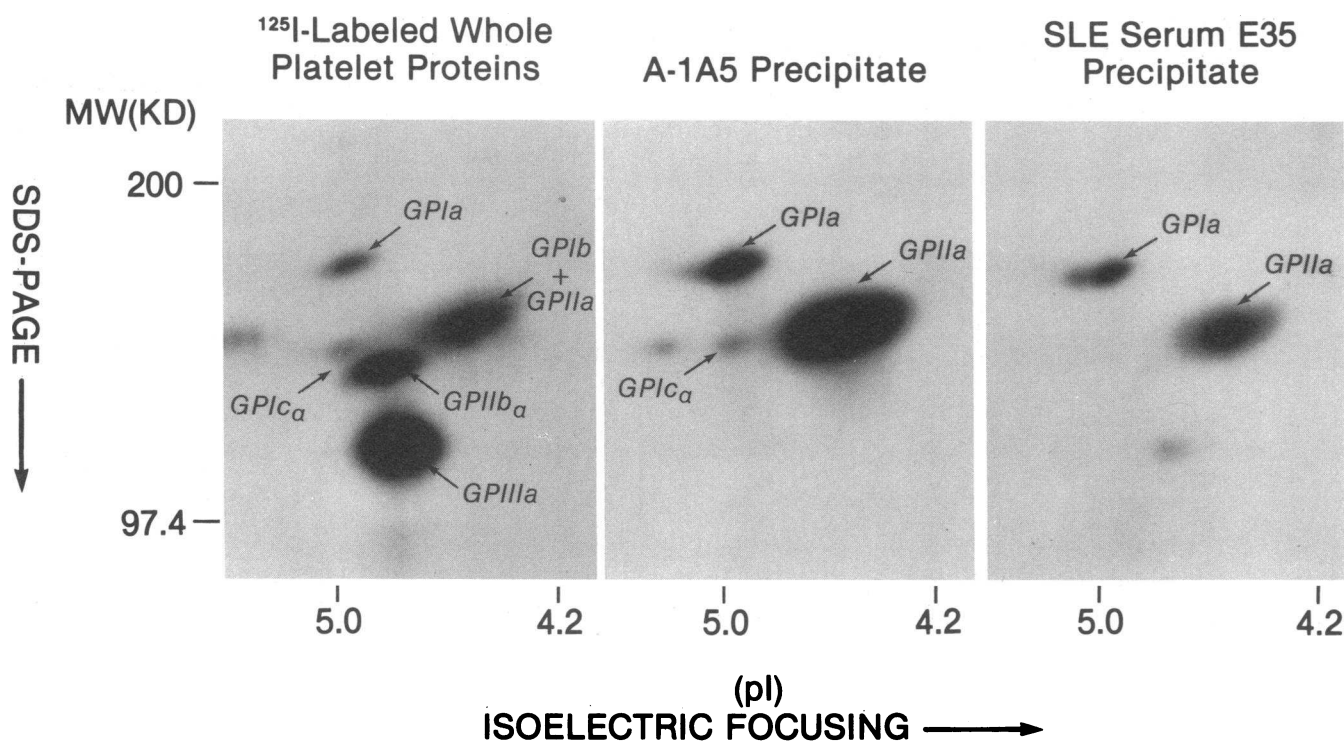 ¹²⁵I-Labeled Whole
Platelet Proteins
A-1A5 Precipitate
SLE Serum E35
Precipitate
MW(KD)
200
97.4
SDS-PAGE
GPIa
GPIb
+
GPIIa
GPIcα
GPIIbα
GPIIIa
GPIa
GPIIa
GPIcα
GPIa
GPIIa
5.0
4.2
5.0
4.2
5.0
4.2
(pI)
ISOELECTRIC FOCUSING